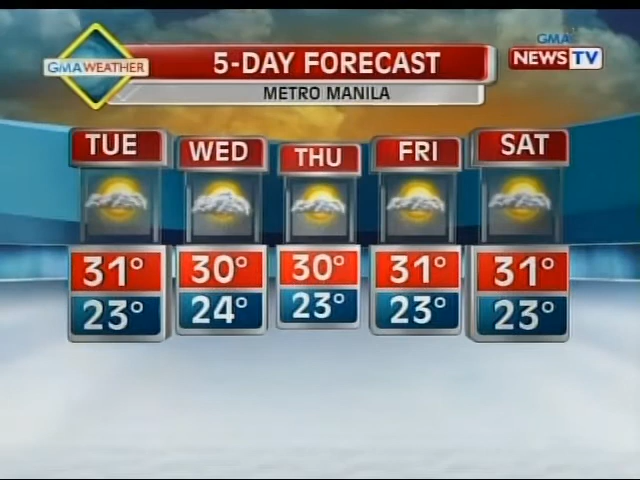 GMA WEATHER
5-DAY FORECAST
METRO MANILA
GMA
NEWS TV
TUE WED THU FRI SAT
31° 30° 30° 31° 31°
23° 24° 23° 23° 23°